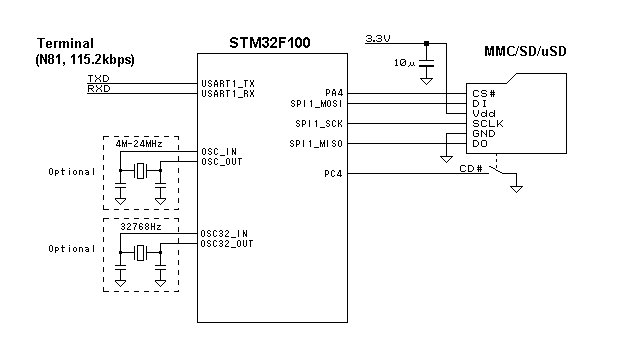 Terminal
(N81, 115.2kbps)
STM32F100
3.3V
MMC/SD/uSD
10μ
TXD
RXD
USART1_TX
USART1_RX
PA4
SPI1_MOSI
SPI1_SCK
SPI1_MISO
PC4
CS#
DI
Vdd
SCLK
GND
DO
CD#
4M-24MHz
Optional
OSC_IN
OSC_OUT
32768Hz
Optional
OSC32_IN
OSC32_OUT